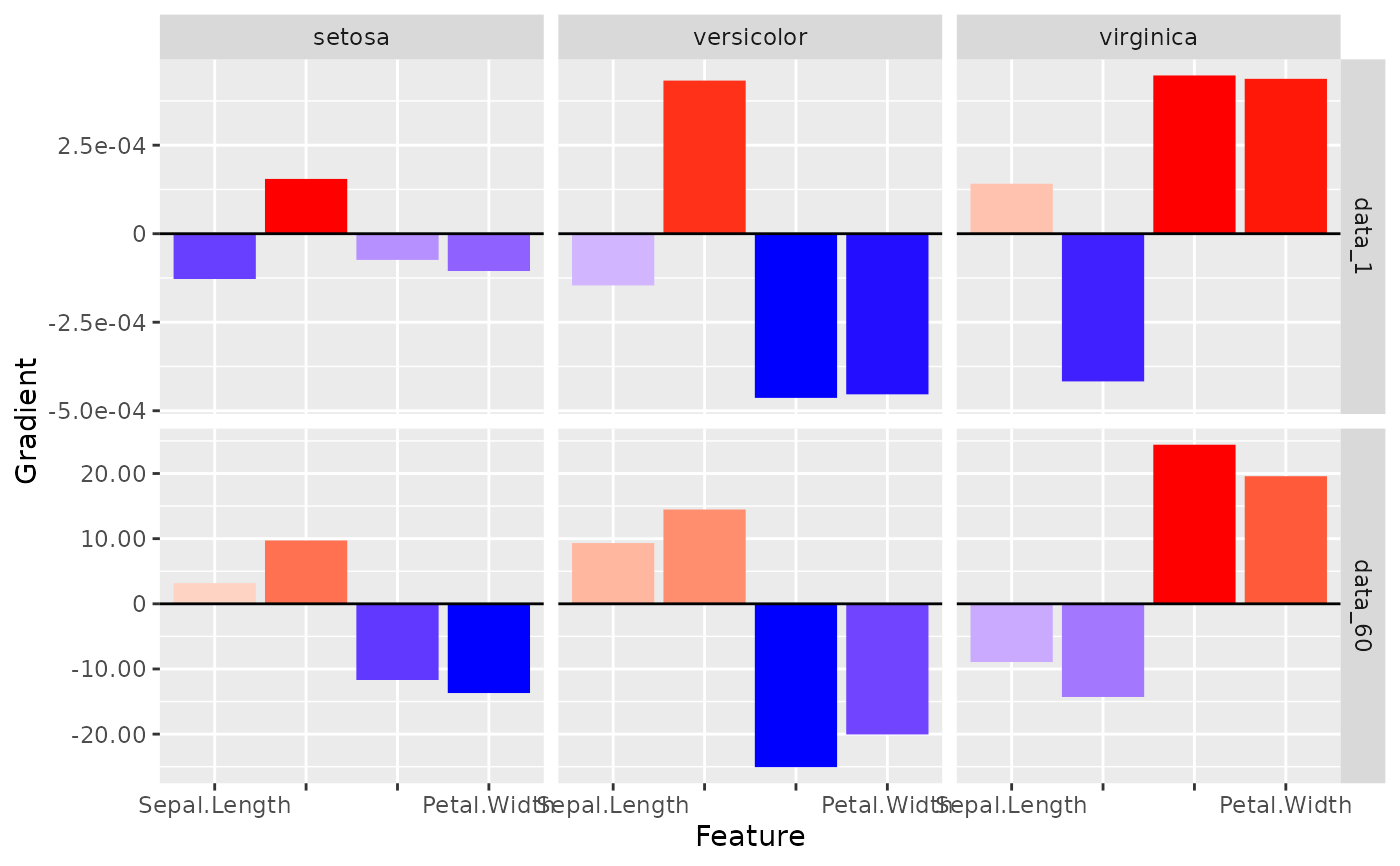 setosa
versicolor
virginica
2.5e-04
0
-2.5e-04
-5.0e-04
data_1
Gradient
20.00
10.00
0
-10.00
-20.00
data_60
Sepal.Length
Petal.Width
Sepal.Length
Petal.Width
Sepal.Length
Petal.Width
Feature